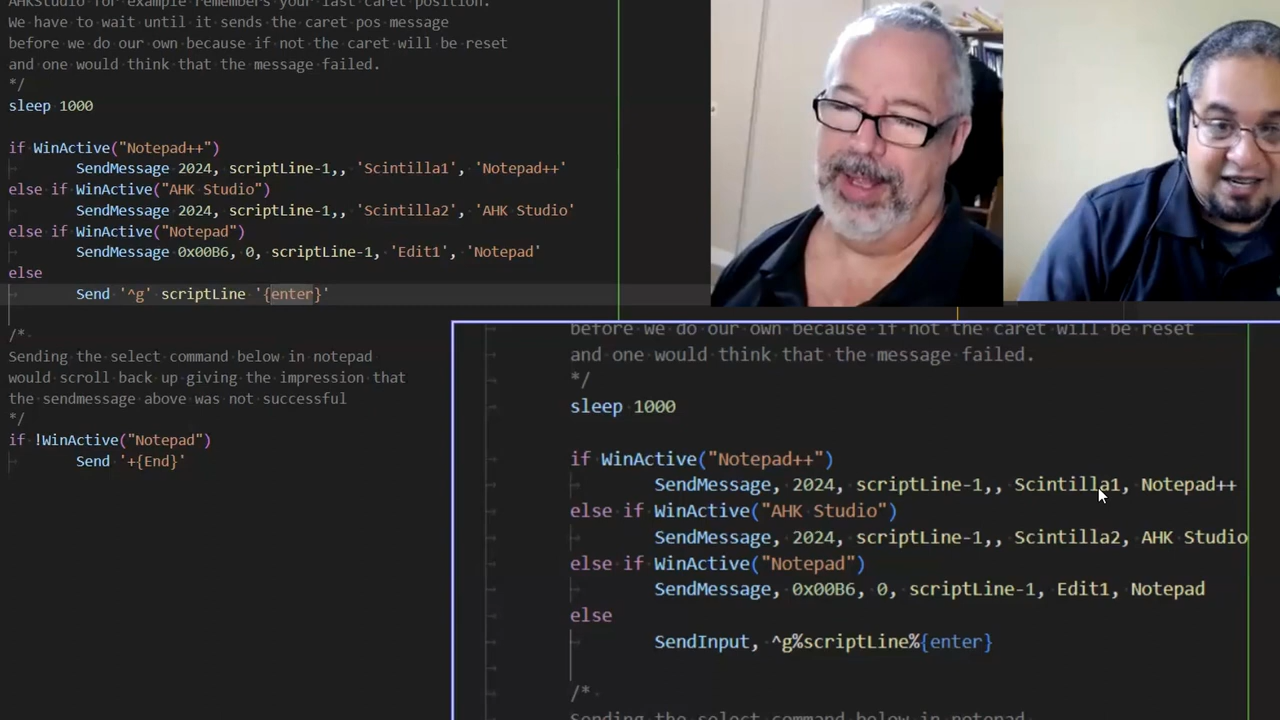 AHKStudio for example remembers your last caret position.
We have to wait until it sends the caret pos message
before we do our own because if not the caret will be reset
and one would think that the message failed.
*/
sleep 1000
if WinActive("Notepad++")
SendMessage 2024, scriptLine-1,, 'Scintilla1', 'Notepad++'
else if WinActive("AHK Studio")
SendMessage 2024, scriptLine-1,, 'Scintilla2', 'AHK Studio'
else if WinActive("Notepad")
SendMessage 0x00B6, 0, scriptLine-1, 'Edit1', 'Notepad'
else
Send '^g' scriptLine '{enter}'
/*
Sending the select command below in notepad
would scroll back up giving the impression that
the sendmessage above was not successful
*/
if !WinActive("Notepad")
Send '+{End}'
before we do our own because if not the caret will be reset
and one would think that the message failed.
*/
sleep 1000
if WinActive("Notepad++")
SendMessage, 2024, scriptLine-1,, Scintilla1, Notepad++
else if WinActive("AHK Studio")
SendMessage, 2024, scriptLine-1,, Scintilla2, AHK Studio
else if WinActive("Notepad")
SendMessage, 0x00B6, 0, scriptLine-1, Edit1, Notepad
else
SendInput, ^g%scriptLine%{enter}
/*
Sending the select command below in notepad